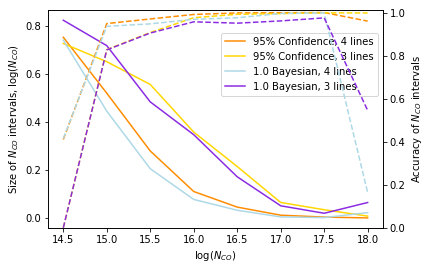 0.8
0.6
0.4
0.2
0.0
Size of N_CO intervals, log(N_CO)
95% Confidence, 4 lines
95% Confidence, 3 lines
1.0 Bayesian, 4 lines
1.0 Bayesian, 3 lines
1.0
0.8
0.6
0.4
0.2
0.0
Accuracy of N_CO intervals
14.5 15.0 15.5 16.0 16.5 17.0 17.5 18.0
log(N_CO)